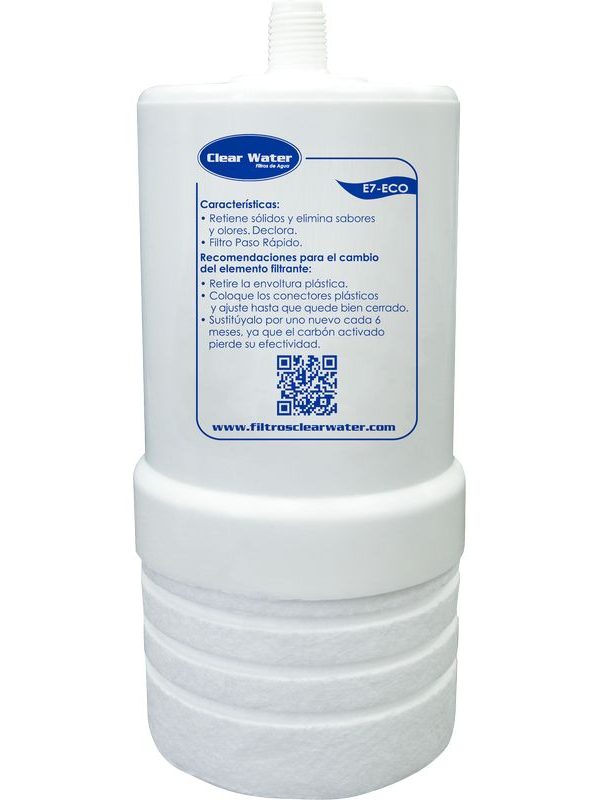 Clear Water
Filtros de Agua
E7-ECO
Características:
• Retiene sólidos y elimina sabores
y olores. Declora.
• Filtro Paso Rápido.
Recomendaciones para el cambio
del elemento filtrante:
• Retire la envoltura plástica.
• Coloque los conectores plásticos
y ajuste hasta que quede bien cerrado.
• Sustitúyalo por uno nuevo cada 6
meses, ya que el carbón activado
pierde su efectividad.
www.filtrosclearwater.com